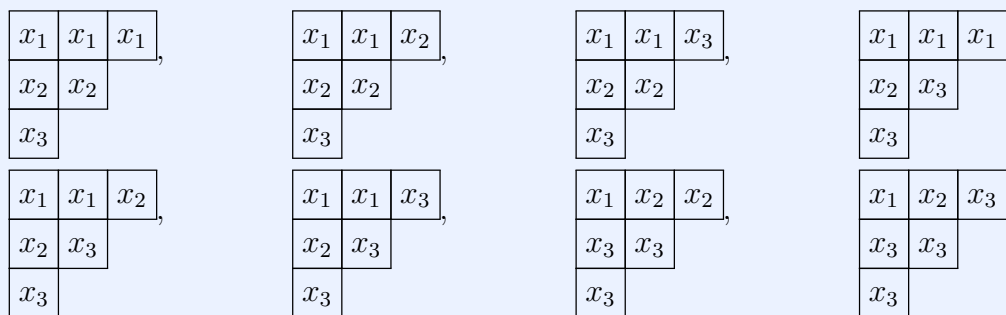 x₁ x₁ x₁ , x₁ x₁ x₂ , x₁ x₁ x₃ , x₁ x₁ x₁
x₂ x₂ x₂ x₂ x₂ x₂ x₂ x₃
x₃ x₃ x₃ x₃
x₁ x₁ x₂ , x₁ x₁ x₃ , x₁ x₂ x₂ , x₁ x₂ x₃
x₂ x₃ x₂ x₃ x₃ x₃ x₃ x₃
x₃ x₃ x₃ x₃